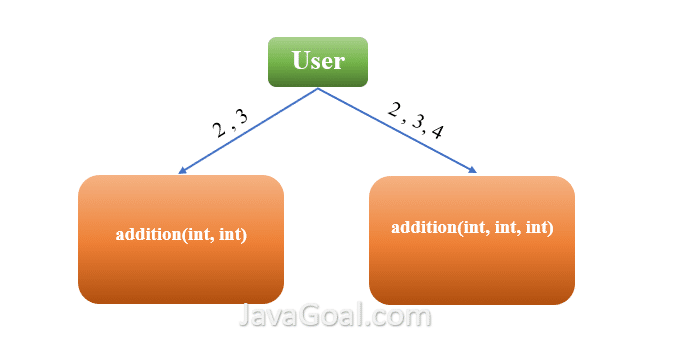 User
2 , 3
2 , 3, 4
addition(int, int)
addition(int, int, int)
JavaGoal.com